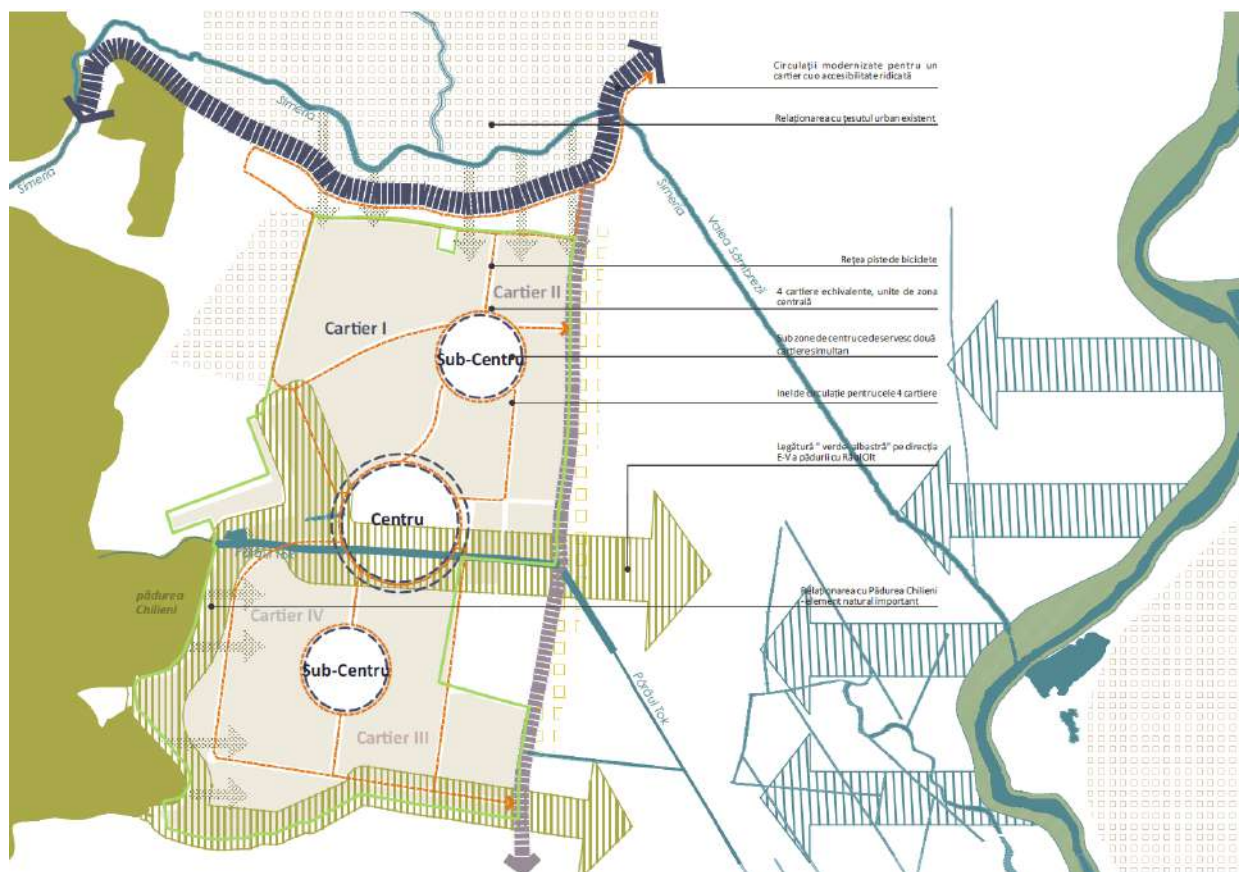 Circulații modernizate pentru un
cartier cu o accesibilitate ridicată
Relaționarea cu țesutul urban existent
Simeria
Simeria
Simeria
Valea Sâmbrezii
Rețea piste de biciclete
4 cartiere echivalente, unite de zona
centrală
Cartier II
Cartier I
Sub-Centru
Sub zone de centru ce deservesc două
cartiere simultan
Inel de circulație pentru cele 4 cartiere
Legătură " verde-albastră" pe direcția
E-V a pădurii cu Râul Olt
Centru
Pârâul Tok
pădurea
Chilieni
Relaționarea cu Pădurea Chilieni
- element natural important
Cartier IV
Sub-Centru
Pârâul Tok
Cartier III